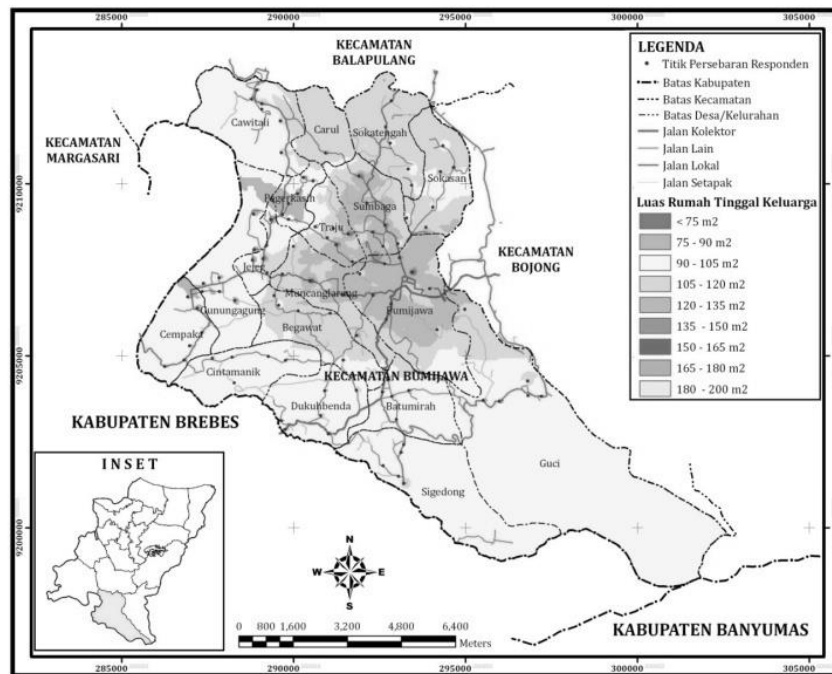 285000 290000 295000 300000 305000
KECAMATAN
BALAPULANG
KECAMATAN
MARGASARI
Cawitali
Carul
Sokatengah
Sokasari
9210000
9210000
Pagerkasih
Sumbaga
Traju
Jejeg
KECAMATAN
BOJONG
Muncanglarang
Gunungagung
Bumijawa
Begawat
Cempaka
9205000
9205000
Cintamanik
KECAMATAN BUMIJAWA
Dukuhbenda
Batumirah
KABUPATEN BREBES
Guci
Sigedong
9200000
9200000
LEGENDA
Titik Persebaran Responden
Batas Kabupaten
Batas Kecamatan
Batas Desa/Kelurahan
Jalan Kolektor
Jalan Lain
Jalan Lokal
Jalan Setapak
Luas Rumah Tinggal Keluarga
< 75 m2
75 - 90 m2
90 - 105 m2
105 - 120 m2
120 - 135 m2
135 - 150 m2
150 - 165 m2
165 - 180 m2
180 - 200 m2
I N S E T
N
W E
S
0 800 1,600 3,200 4,800 6,400
Meters
KABUPATEN BANYUMAS
285000 290000 295000 300000 305000